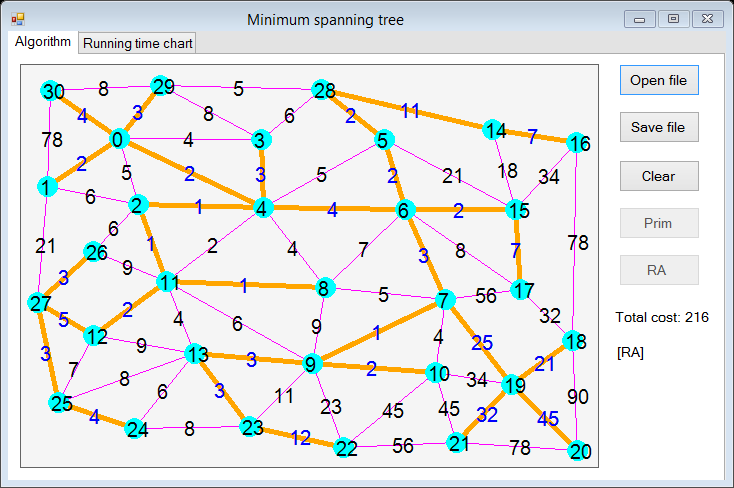 Minimum spanning tree
Algorithm Running time chart
30 8 29 5 28
4 3 8 6 2 11 14 7 16
0 4 3 5
78 2 5 2 3 5 2 21 18 34
1 6 2 1 4 4 6 2 15
6 1 2 4 7 3 8 7 78
21 26 9 11 1 8 5 7 56 17
3 27 5 2 4 6 9 1 4 32
12 9 13 3 9 2 10 25 21 18
3 7 8 6 3 11 23 45 45 34 19 90
25 4 24 8 23 12 22 56 21 32 78 45 20
Open file
Save file
Clear
Prim
RA
Total cost: 216
[RA]